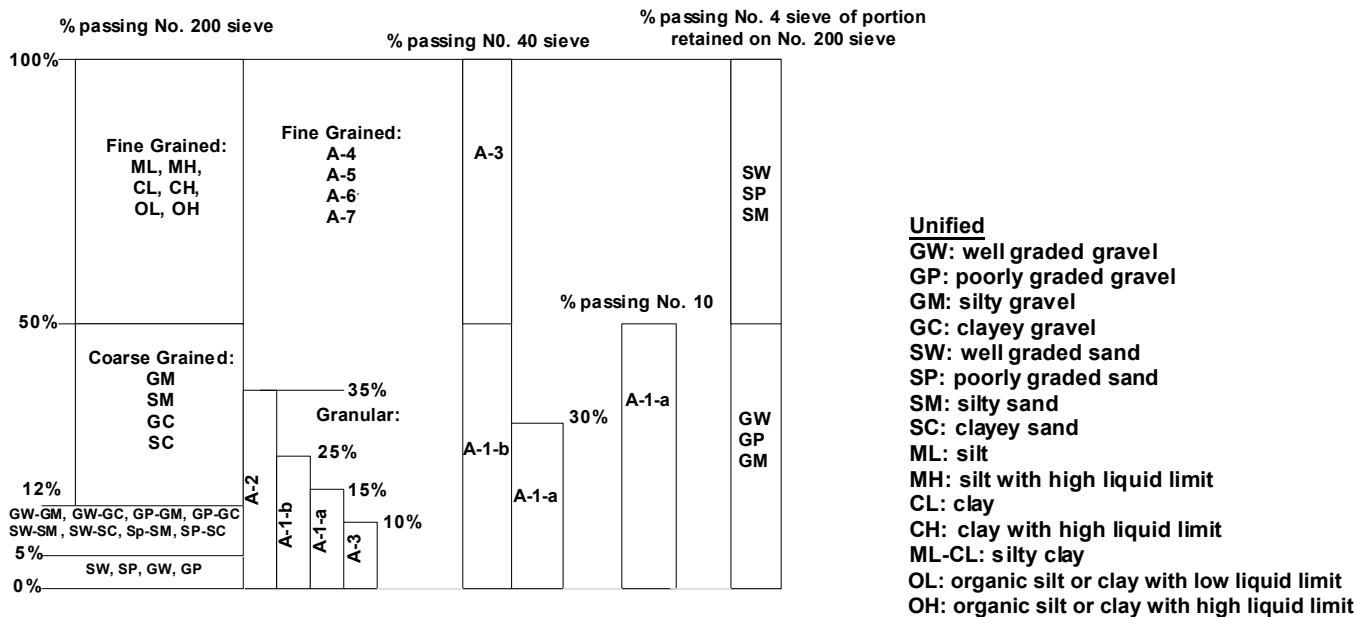 % passing No. 200 sieve
% passing N0. 40 sieve
% passing No. 4 sieve of portion
retained on No. 200 sieve
100%
Fine Grained:
ML, MH,
CL, CH,
OL, OH
Fine Grained:
A-4
A-5
A-6
A-7
A-3
SW
SP
SM
50%
% passing No. 10
Coarse Grained:
GM
SM
GC
SC
35%
Granular:
25%
15%
10%
A-2
A-1-b
A-1-a
A-3
A-1-b
30%
A-1-a
A-1-a
GW
GP
GM
12%
GW-GM, GW-GC, GP-GM, GP-GC
SW-SM , SW-SC, Sp-SM, SP-SC
5%
SW, SP, GW, GP
0%
Unified
GW: well graded gravel
GP: poorly graded gravel
GM: silty gravel
GC: clayey gravel
SW: well graded sand
SP: poorly graded sand
SM: silty sand
SC: clayey sand
ML: silt
MH: silt with high liquid limit
CL: clay
CH: clay with high liquid limit
ML-CL: silty clay
OL: organic silt or clay with low liquid limit
OH: organic silt or clay with high liquid limit